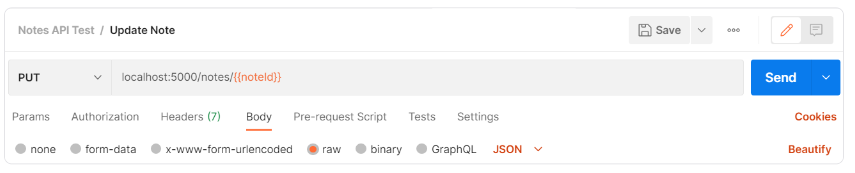 Notes API Test / Update Note Save •••
PUT localhost:5000/notes/{{noteId}} Send
Params Authorization Headers (7) Body Pre-request Script Tests Settings Cookies
none form-data x-www-form-urlencoded raw binary GraphQL JSON Beautify